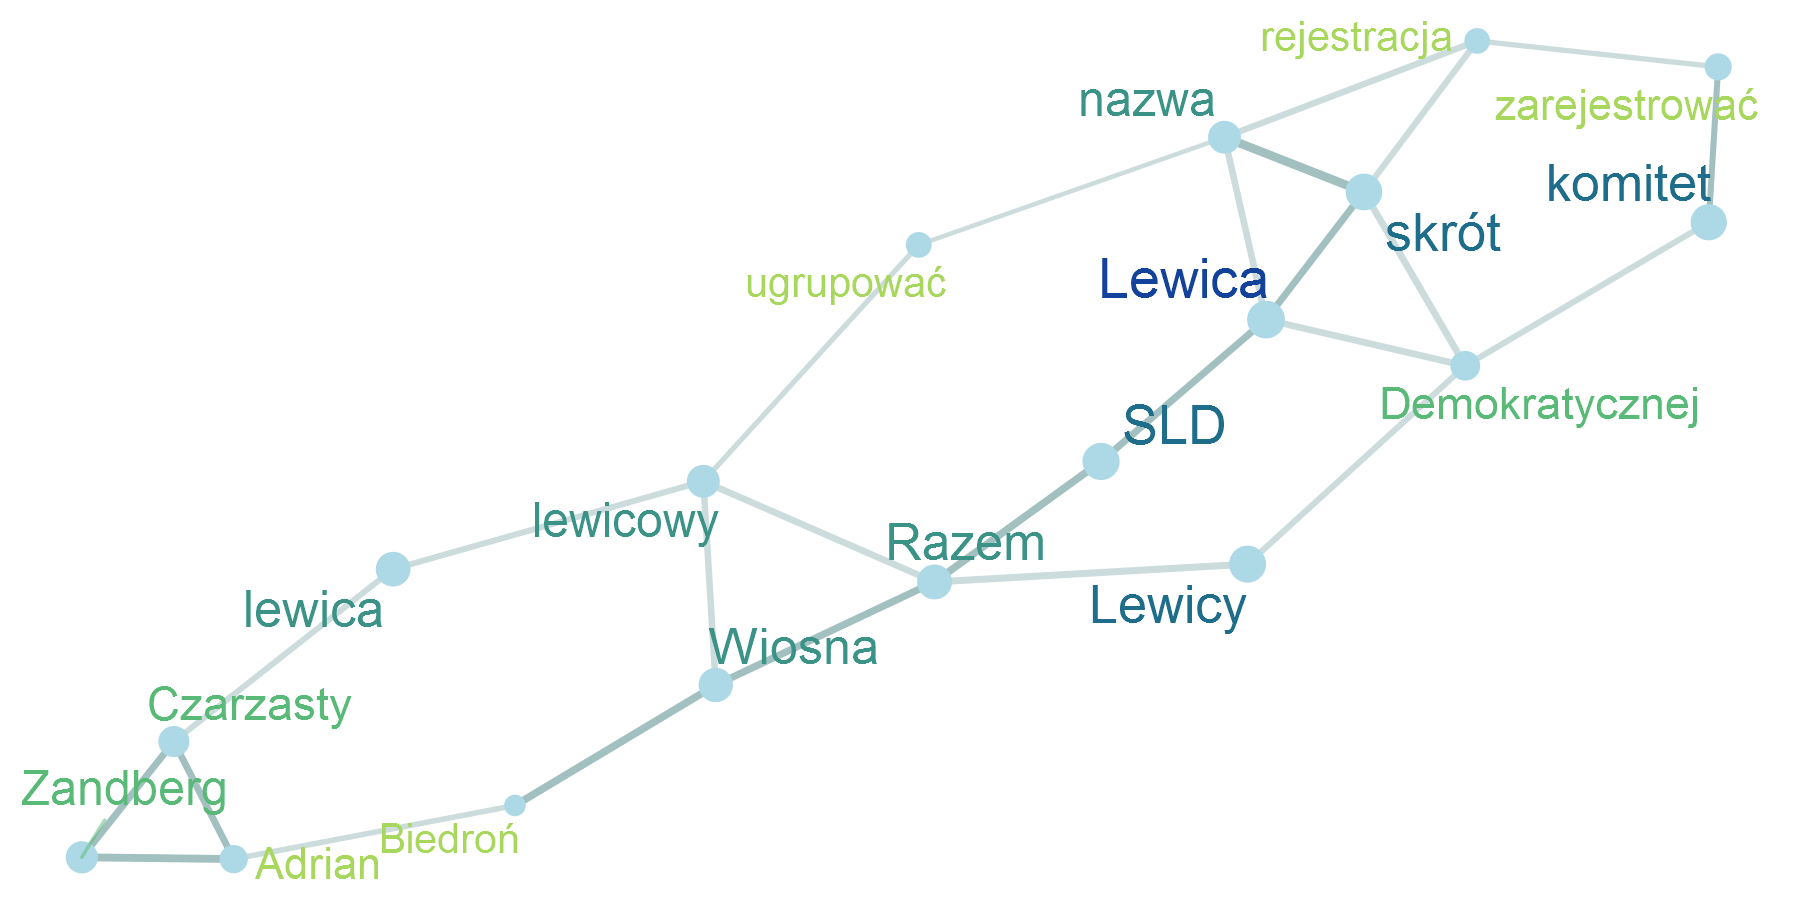 rejestracja
nazwa
zarejestrować
komitet
skrót
Lewica
ugrupować
Demokratycznej
SLD
lewicowy
Razem
lewica
Lewicy
Wiosna
Czarzasty
Zandberg
Biedroń
Adrian